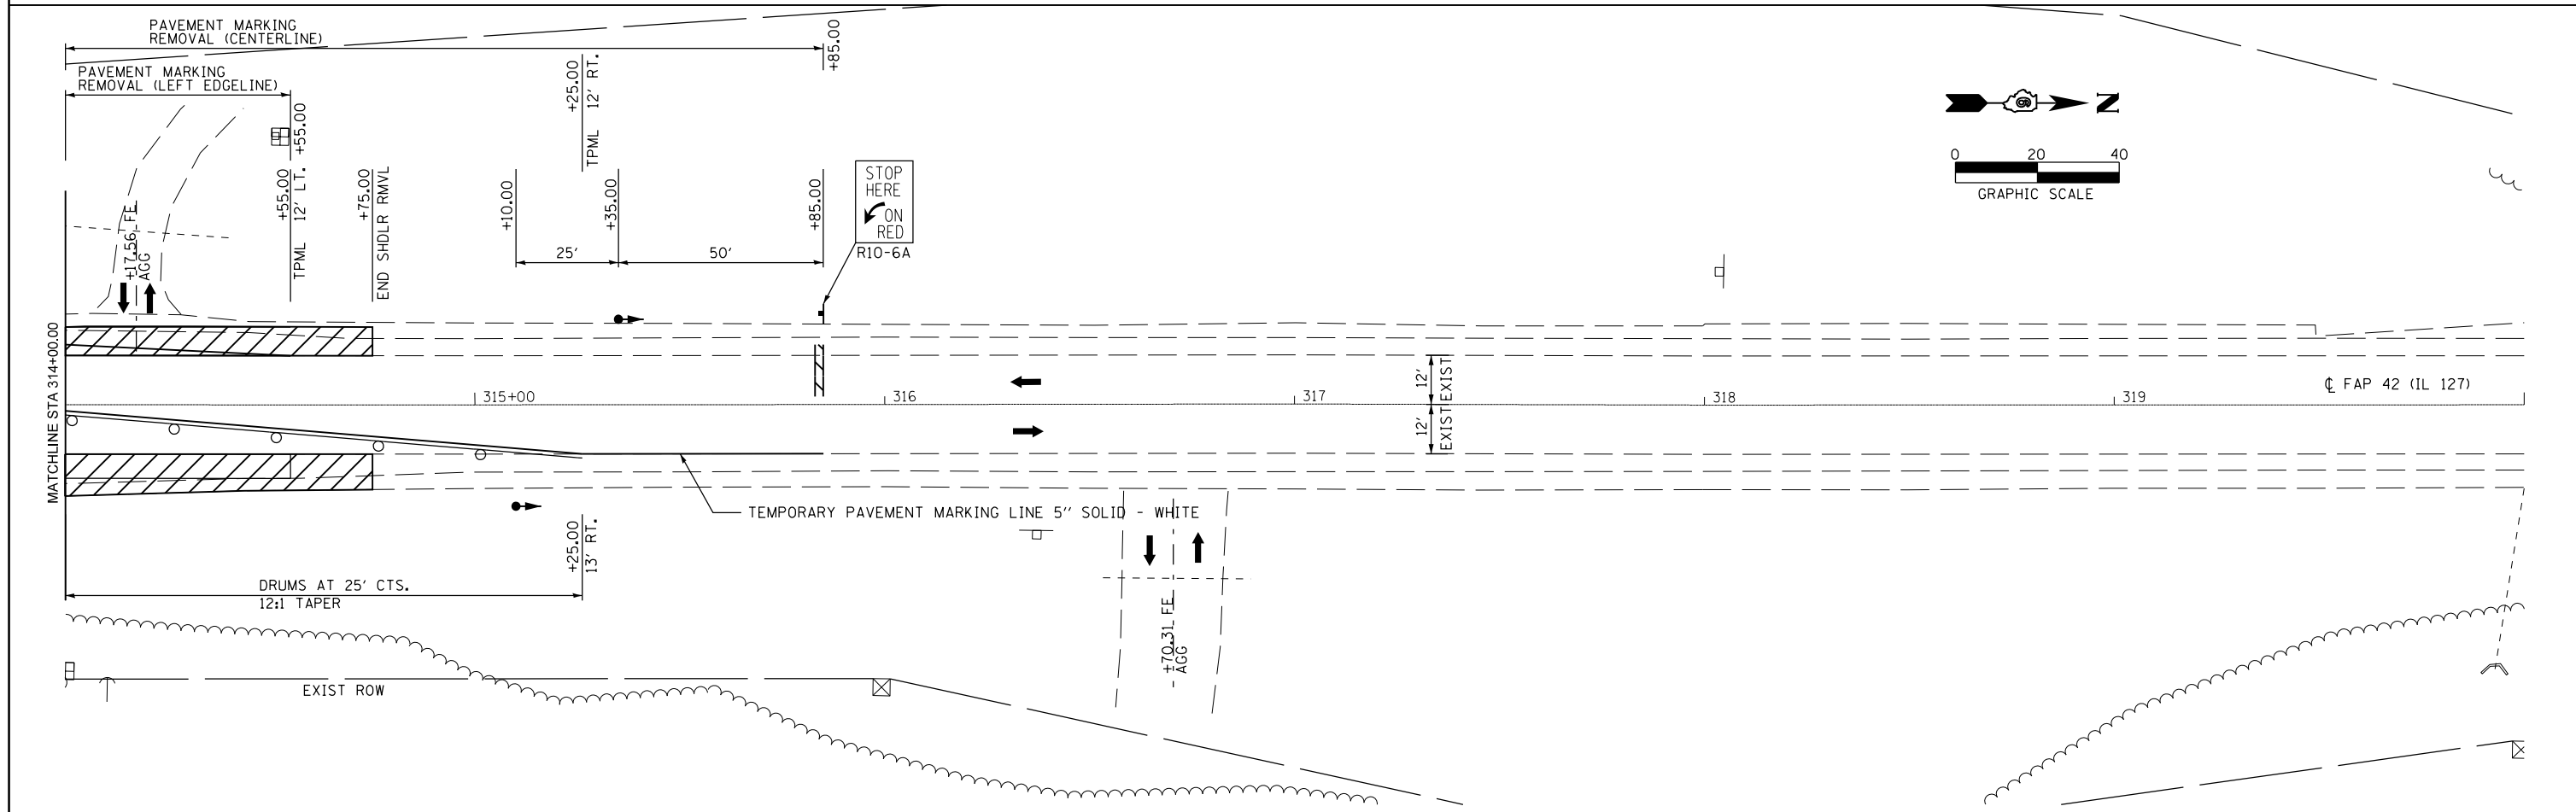 PAVEMENT MARKING
REMOVAL (CENTERLINE)
+85.00
PAVEMENT MARKING
REMOVAL (LEFT EDGELINE)
+55.00
+25.00
TPML 12' RT.
+55.00
TPML 12' LT.
+75.00
END SHDLR RMVL
+10.00
+35.00
+85.00
25'
50'
STOP
HERE
ON
RED
R10-6A
N
0 20 40
GRAPHIC SCALE
+17.56 FE
AGG
MATCHLINE STA 314+00.00
315+00
316
317
318
319
12' EXIST
12' EXIST
℄ FAP 42 (IL 127)
TEMPORARY PAVEMENT MARKING LINE 5" SOLID - WHITE
+25.00
13' RT.
DRUMS AT 25' CTS.
12:1 TAPER
+70.31 FE
AGG
EXIST ROW